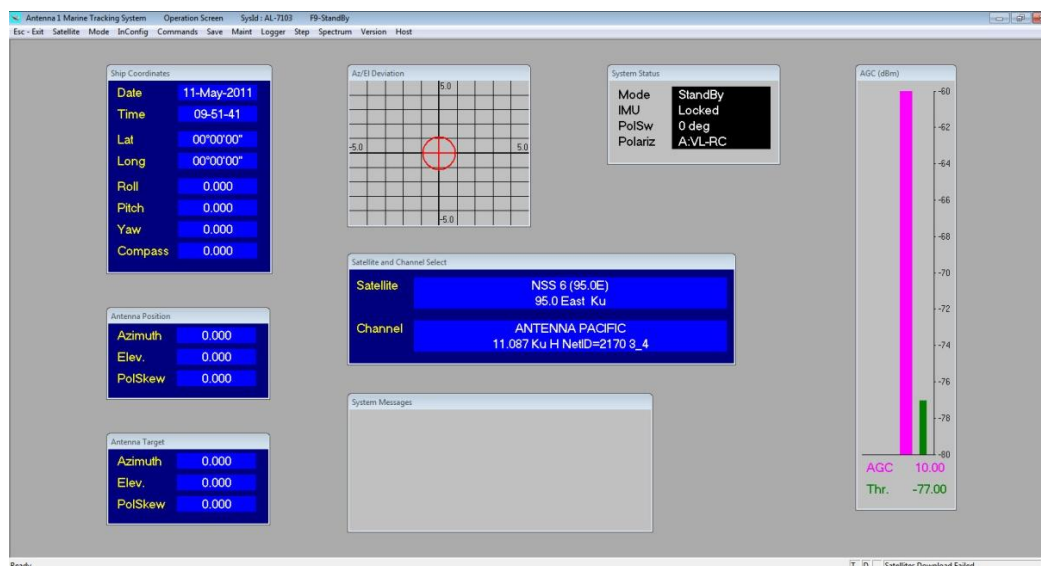 Antenna 1 Marine Tracking System Operation Screen SysId : AL-7103 F9-StandBy
Esc - Exit Satellite Mode InConfig Commands Save Maint Logger Step Spectrum Version Host
Ship Coordinates
Date 11-May-2011
Time 09-51-41
Lat 00°00'00"
Long 00°00'00"
Roll 0.000
Pitch 0.000
Yaw 0.000
Compass 0.000
Antenna Position
Azimuth 0.000
Elev. 0.000
PolSkew 0.000
Antenna Target
Azimuth 0.000
Elev. 0.000
PolSkew 0.000
Az/El Deviation
5.0
-5.0 5.0
-5.0
Satellite and Channel Select
Satellite NSS 6 (95.0E)
95.0 East Ku
Channel ANTENNA PACIFIC
11.087 Ku H NetID=2170 3_4
System Messages
System Status
Mode StandBy
IMU Locked
PolSw 0 deg
Polariz A:VL-RC
AGC (dBm)
-60
-62
-64
-66
-68
-70
-72
-74
-76
-78
-80
AGC 10.00
Thr. -77.00
Ready T D Satellites Download Failed